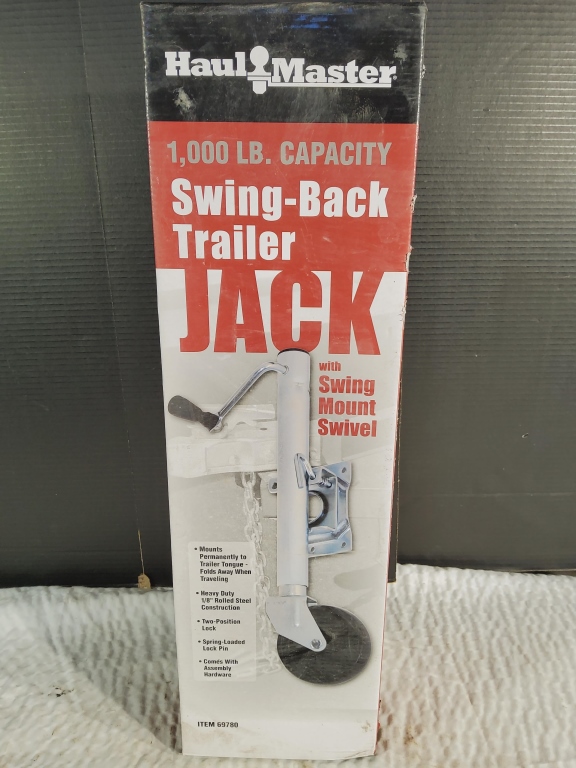 Haul Master
1,000 LB. CAPACITY
Swing-Back
Trailer
JACK
with
Swing
Mount
Swivel
• Mounts
Permanently to
Trailer Tongue -
Folds Away When
Traveling
• Heavy Duty
1/8" Rolled Steel
Construction
• Two-Position
Lock
• Spring-Loaded
Lock Pin
• Comes With
Assembly
Hardware
ITEM 69780